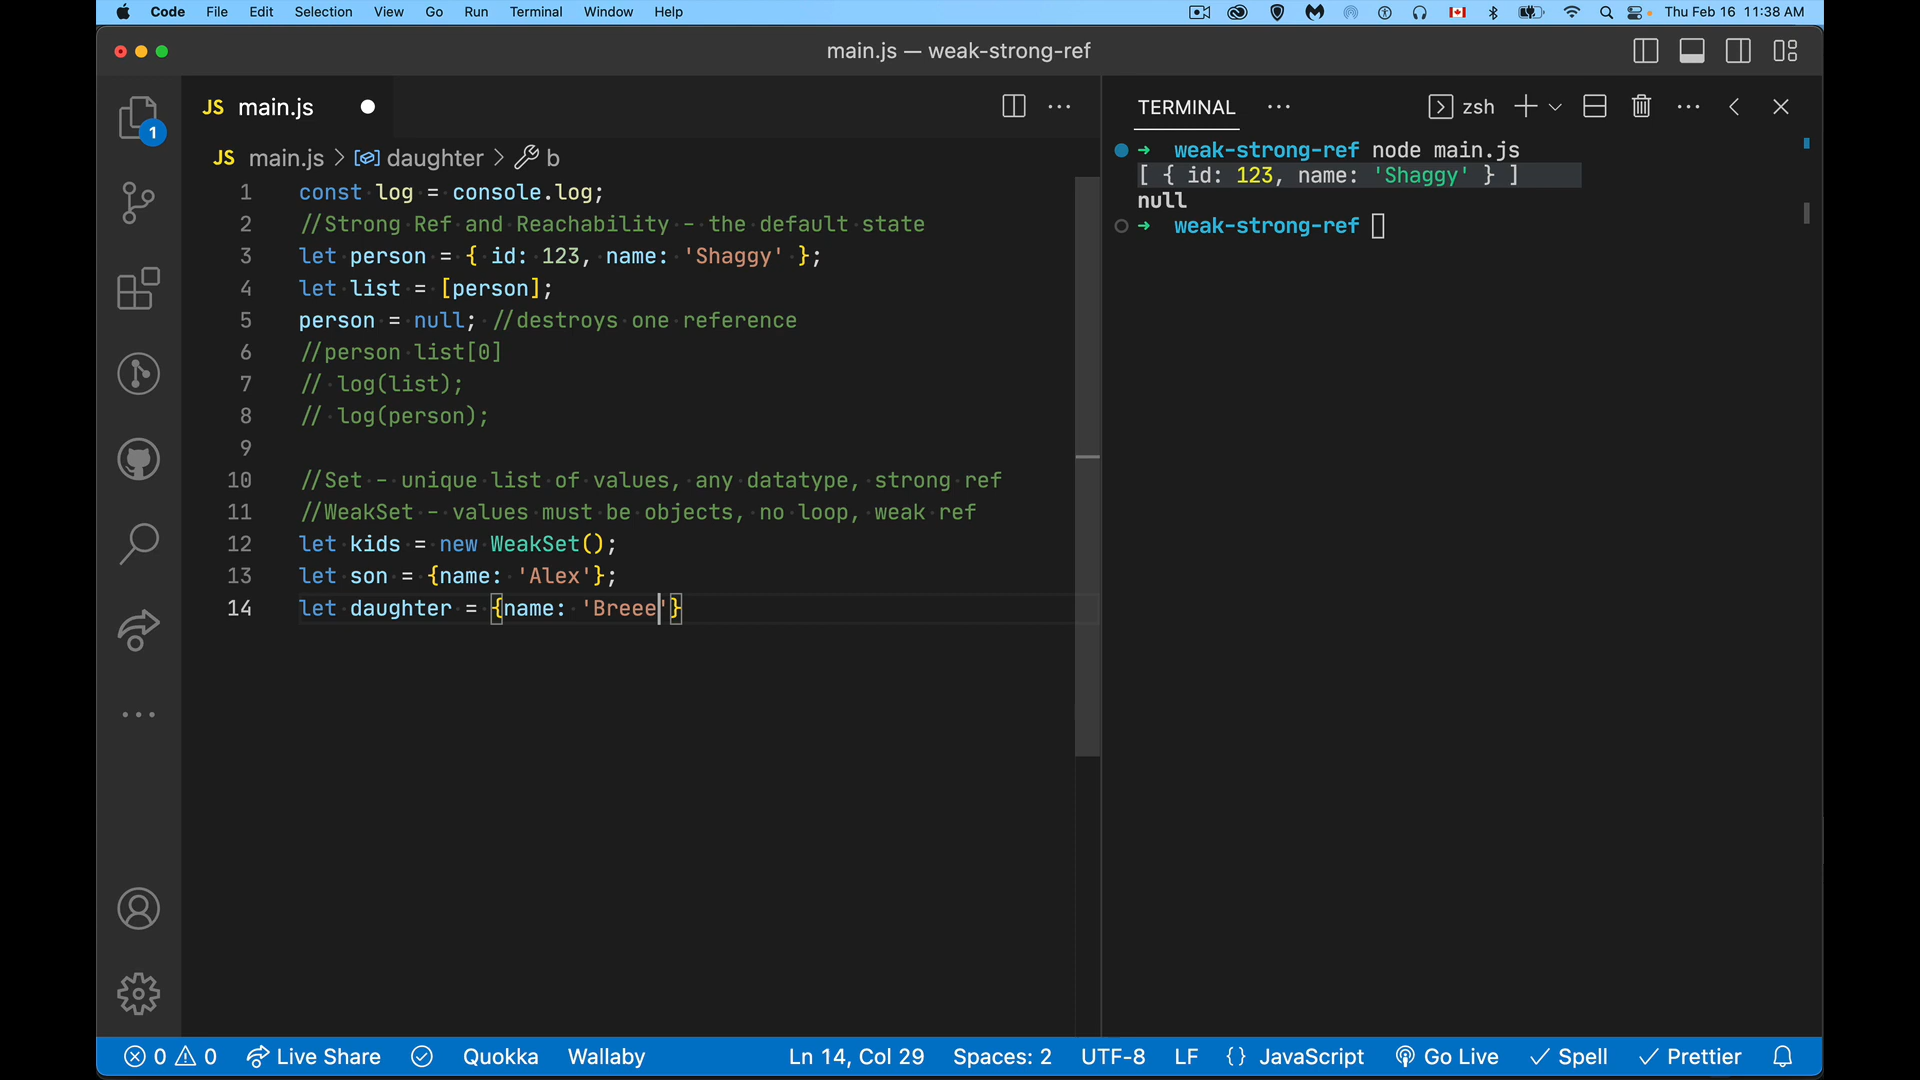 Code File Edit Selection View Go Run Terminal Window Help Thu Feb 16 11:38 AM
main.js — weak-strong-ref
1
JS main.js
JS main.js > daughter > b
1 const log = console.log;
2 //Strong Ref and Reachability - the default state
3 let person = { id: 123, name: 'Shaggy' };
4 let list = [person];
5 person = null; //destroys one reference
6 //person list[0]
7 // log(list);
8 // log(person);
9
10 //Set - unique list of values, any datatype, strong ref
11 //WeakSet - values must be objects, no loop, weak ref
12 let kids = new WeakSet();
13 let son = {name: 'Alex'};
14 let daughter = {name: 'Breee'}
TERMINAL zsh
→ weak-strong-ref node main.js
[ { id: 123, name: 'Shaggy' } ]
null
→ weak-strong-ref
0 0 Live Share Quokka Wallaby Ln 14, Col 29 Spaces: 2 UTF-8 LF {} JavaScript Go Live Spell Prettier